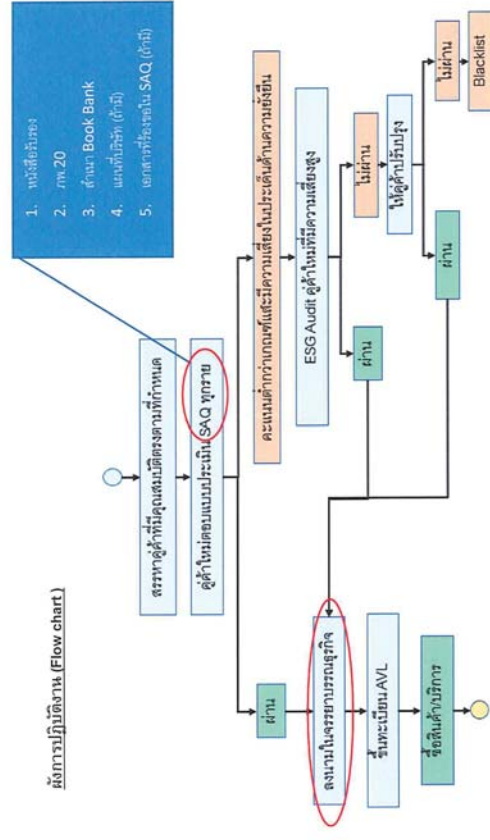 ผังการปฏิบัติงาน (Flow chart )
สรรหาคู่ค้าที่มีคุณสมบัติตรงตามที่กำหนด
คู่ค้าใหม่ตอบแบบประเมิน SAQ ทุกราย
1. หนังสือรับรอง
2. ภพ.20
3. สำเนา Book Bank
4. แผนที่บริษัท (ถ้ามี)
5. เอกสารที่ร้องขอใน SAQ (ถ้ามี)
ผ่าน
คะแนนต่ำกว่าเกณฑ์และมีความเสี่ยงในประเด็นด้านความยั่งยืน
ESG Audit คู่ค้าใหม่ที่มีความเสี่ยงสูง
ผ่าน
ไม่ผ่าน
ให้คู่ค้าปรับปรุง
ผ่าน
ไม่ผ่าน
Blacklist
ลงนามในจรรยาบรรณธุรกิจ
ขึ้นทะเบียน AVL
ซื้อสินค้า/บริการ